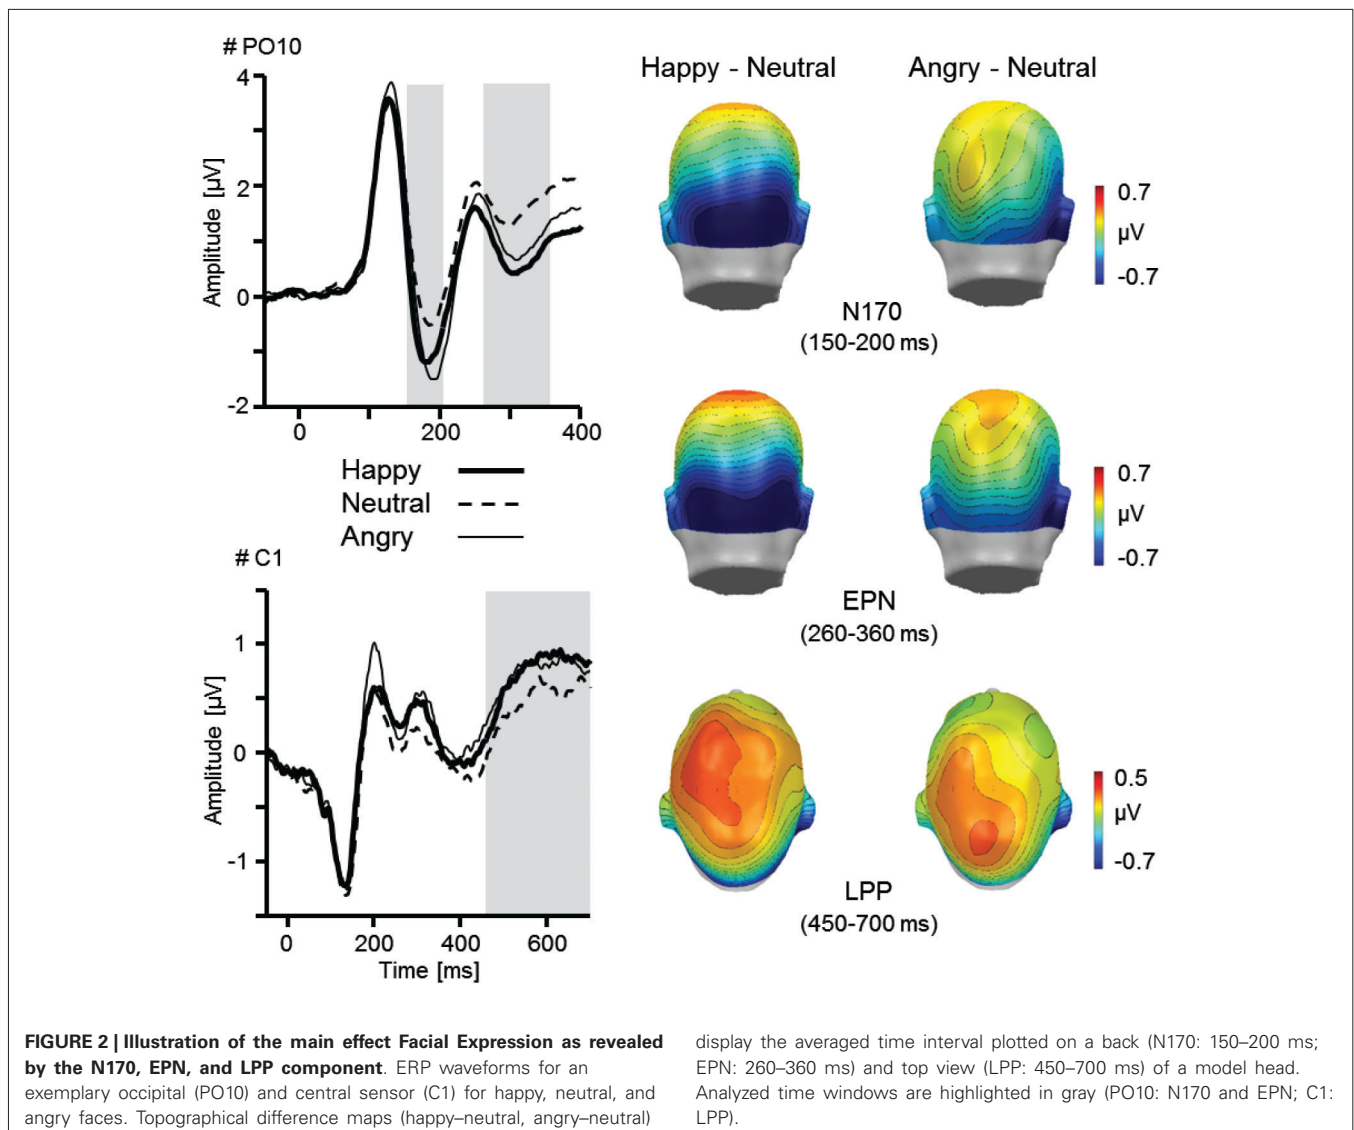 # PO10
Happy - Neutral
Angry - Neutral
4
2
0
-2
Amplitude [µV]
0
200
400
0.7
µV
-0.7
N170
(150-200 ms)
Happy
Neutral
Angry
0.7
µV
-0.7
EPN
(260-360 ms)
# C1
1
0
-1
Amplitude [µV]
0
200
400
600
Time [ms]
0.5
µV
-0.7
LPP
(450-700 ms)
FIGURE 2 | Illustration of the main effect Facial Expression as revealed
by the N170, EPN, and LPP component. ERP waveforms for an
exemplary occipital (PO10) and central sensor (C1) for happy, neutral, and
angry faces. Topographical difference maps (happy–neutral, angry–neutral)
display the averaged time interval plotted on a back (N170: 150–200 ms;
EPN: 260–360 ms) and top view (LPP: 450–700 ms) of a model head.
Analyzed time windows are highlighted in gray (PO10: N170 and EPN; C1:
LPP).